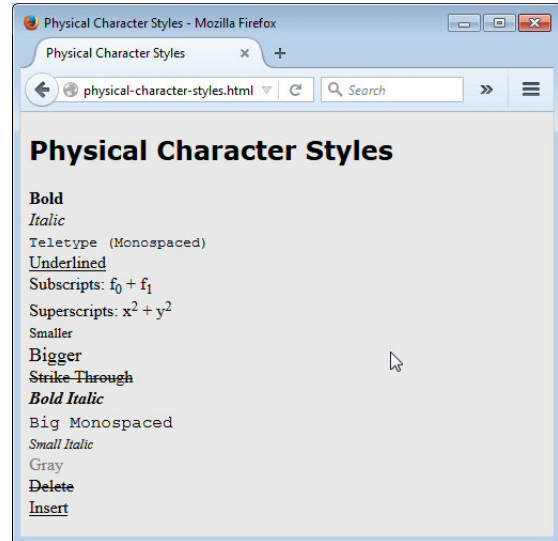 Physical Character Styles - Mozilla Firefox
Physical Character Styles
physical-character-styles.html
Search
Physical Character Styles
Bold
Italic
Teletype (Monospaced)
Underlined
Subscripts: f₀ + f₁
Superscripts: x² + y²
Smaller
Bigger
Strike Through
Bold Italic
Big Monospaced
Small Italic
Gray
Delete
Insert